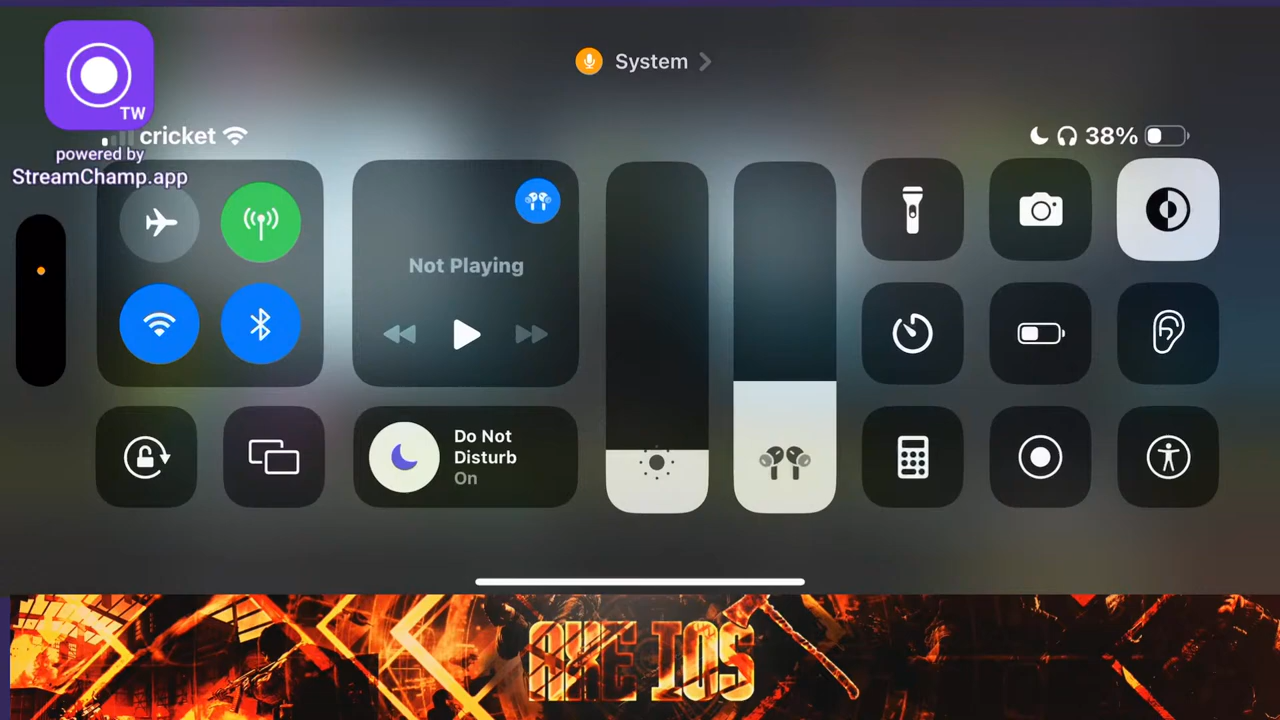 System
TW
cricket
38%
powered by
StreamChamp.app
Not Playing
Do Not
Disturb
On
AXE IOS